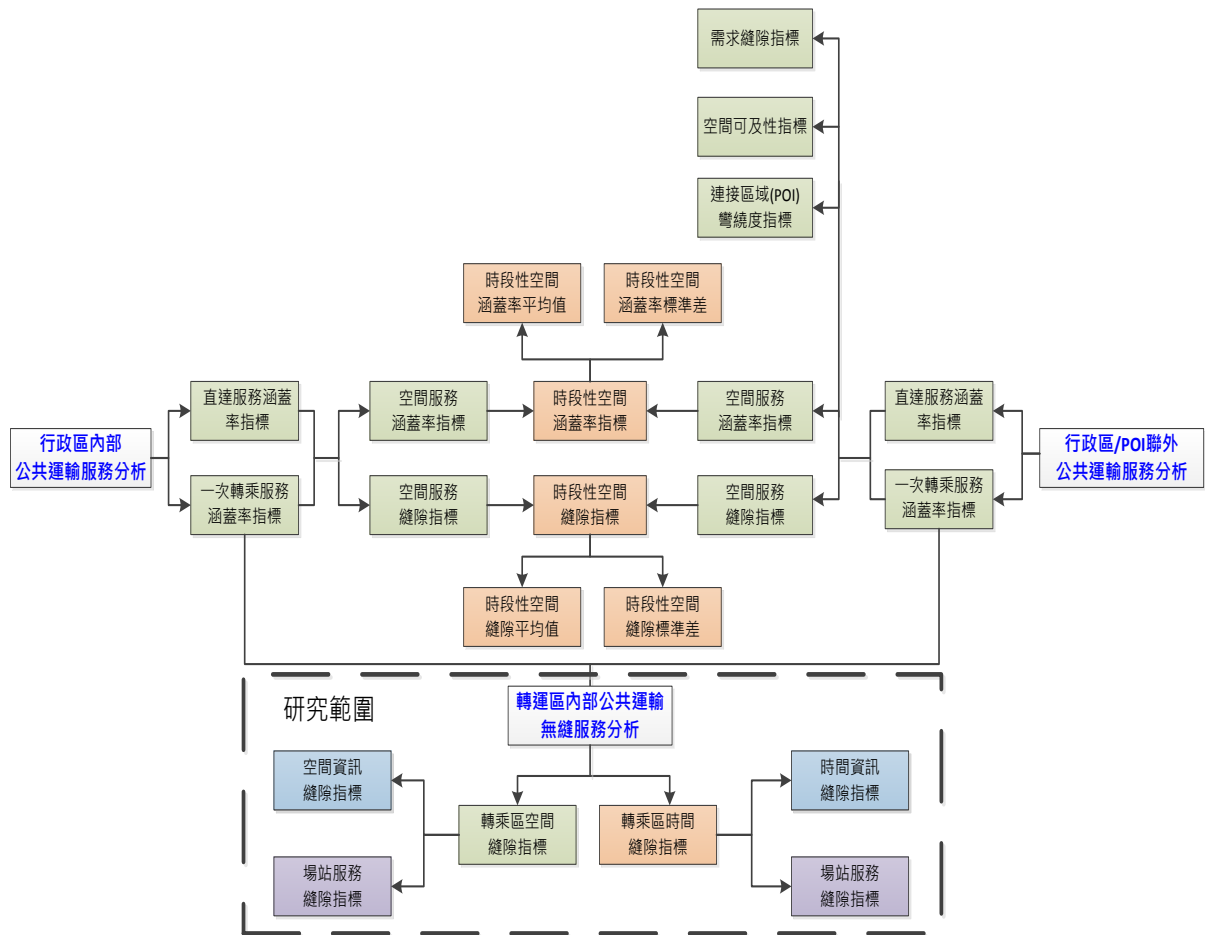 需求縫隙指標
空間可及性指標
連接區域(POI)
彎繞度指標
時段性空間
涵蓋率平均值
時段性空間
涵蓋率標準差
行政區內部
公共運輸服務分析
直達服務涵蓋
率指標
一次轉乘服務
涵蓋率指標
空間服務
涵蓋率指標
空間服務
縫隙指標
時段性空間
涵蓋率指標
時段性空間
縫隙指標
空間服務
涵蓋率指標
空間服務
縫隙指標
直達服務涵蓋
率指標
一次轉乘服務
涵蓋率指標
行政區/POI聯外
公共運輸服務分析
時段性空間
縫隙平均值
時段性空間
縫隙標準差
研究範圍
轉運區內部公共運輸
無縫服務分析
空間資訊
縫隙指標
場站服務
縫隙指標
轉乘區空間
縫隙指標
轉乘區時間
縫隙指標
時間資訊
縫隙指標
場站服務
縫隙指標